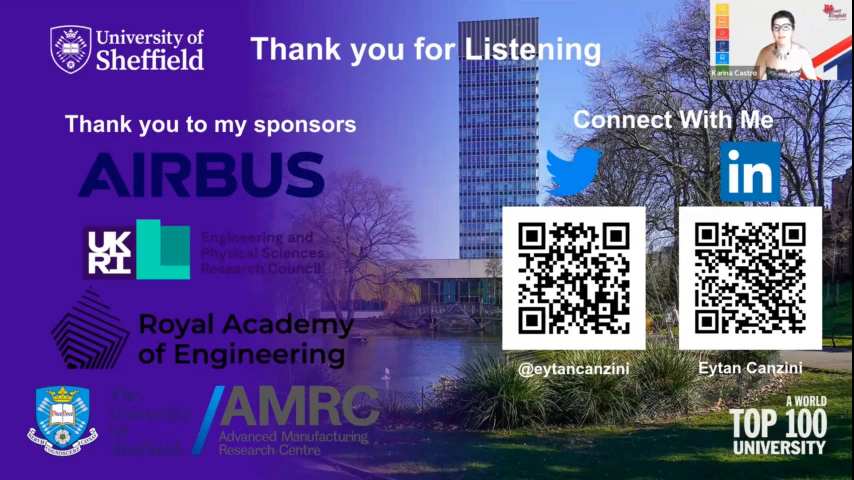 University of
Sheffield
Thank you for Listening
Karina Castro
Thank you to my sponsors
Connect With Me
AIRBUS
in
UK
RI
Engineering and
Physical Sciences
Research Council
Royal Academy
of Engineering
@eytancanzini
Eytan Canzini
The
University
Of
Sheffield
AMRC
Advanced Manufacturing
Research Centre
A WORLD
TOP 100
UNIVERSITY